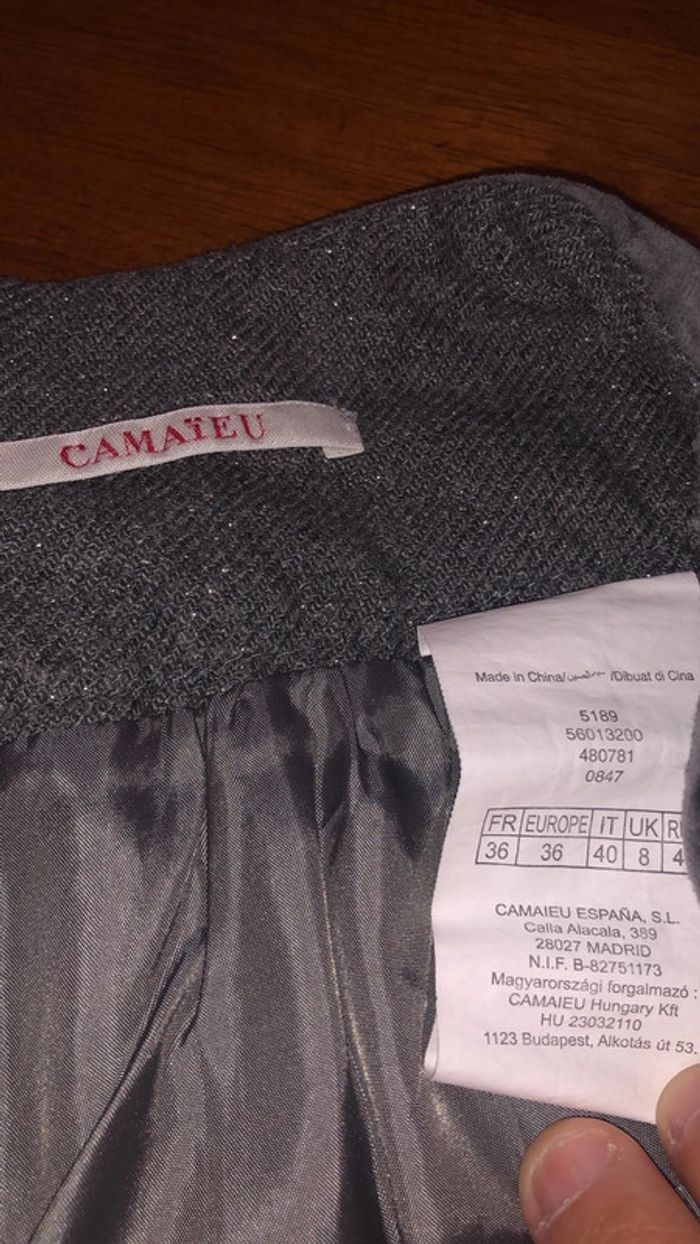 CAMAÏEU
Made in China/ /Dibuat di Cina
5189
56013200
480781
0847
FR EUROPE IT UK
36 36 40 8
CAMAIEU ESPAÑA, S.L.
Calla Alacala, 389
28027 MADRID
N.I.F. B-82751173
Magyarországi forgalmazó :
CAMAIEU Hungary Kft
HU 23032110
1123 Budapest, Alkotás út 53.